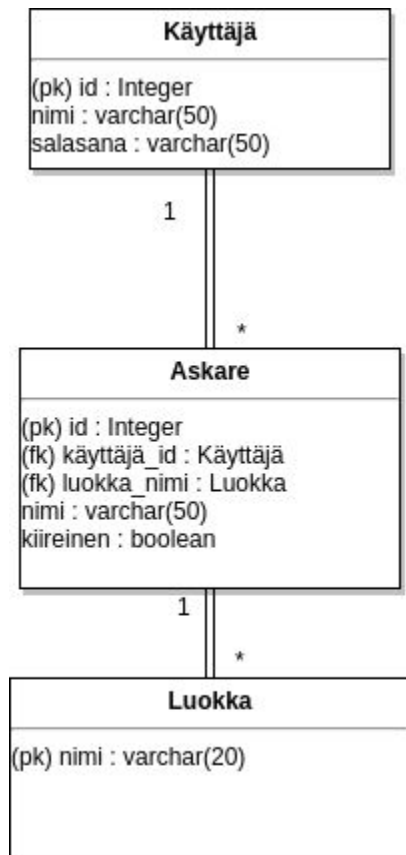 Käyttäjä
(pk) id : Integer
nimi : varchar(50)
salasana : varchar(50)
1
*
Askare
(pk) id : Integer
(fk) käyttäjä_id : Käyttäjä
(fk) luokka_nimi : Luokka
nimi : varchar(50)
kiireinen : boolean
1
*
Luokka
(pk) nimi : varchar(20)